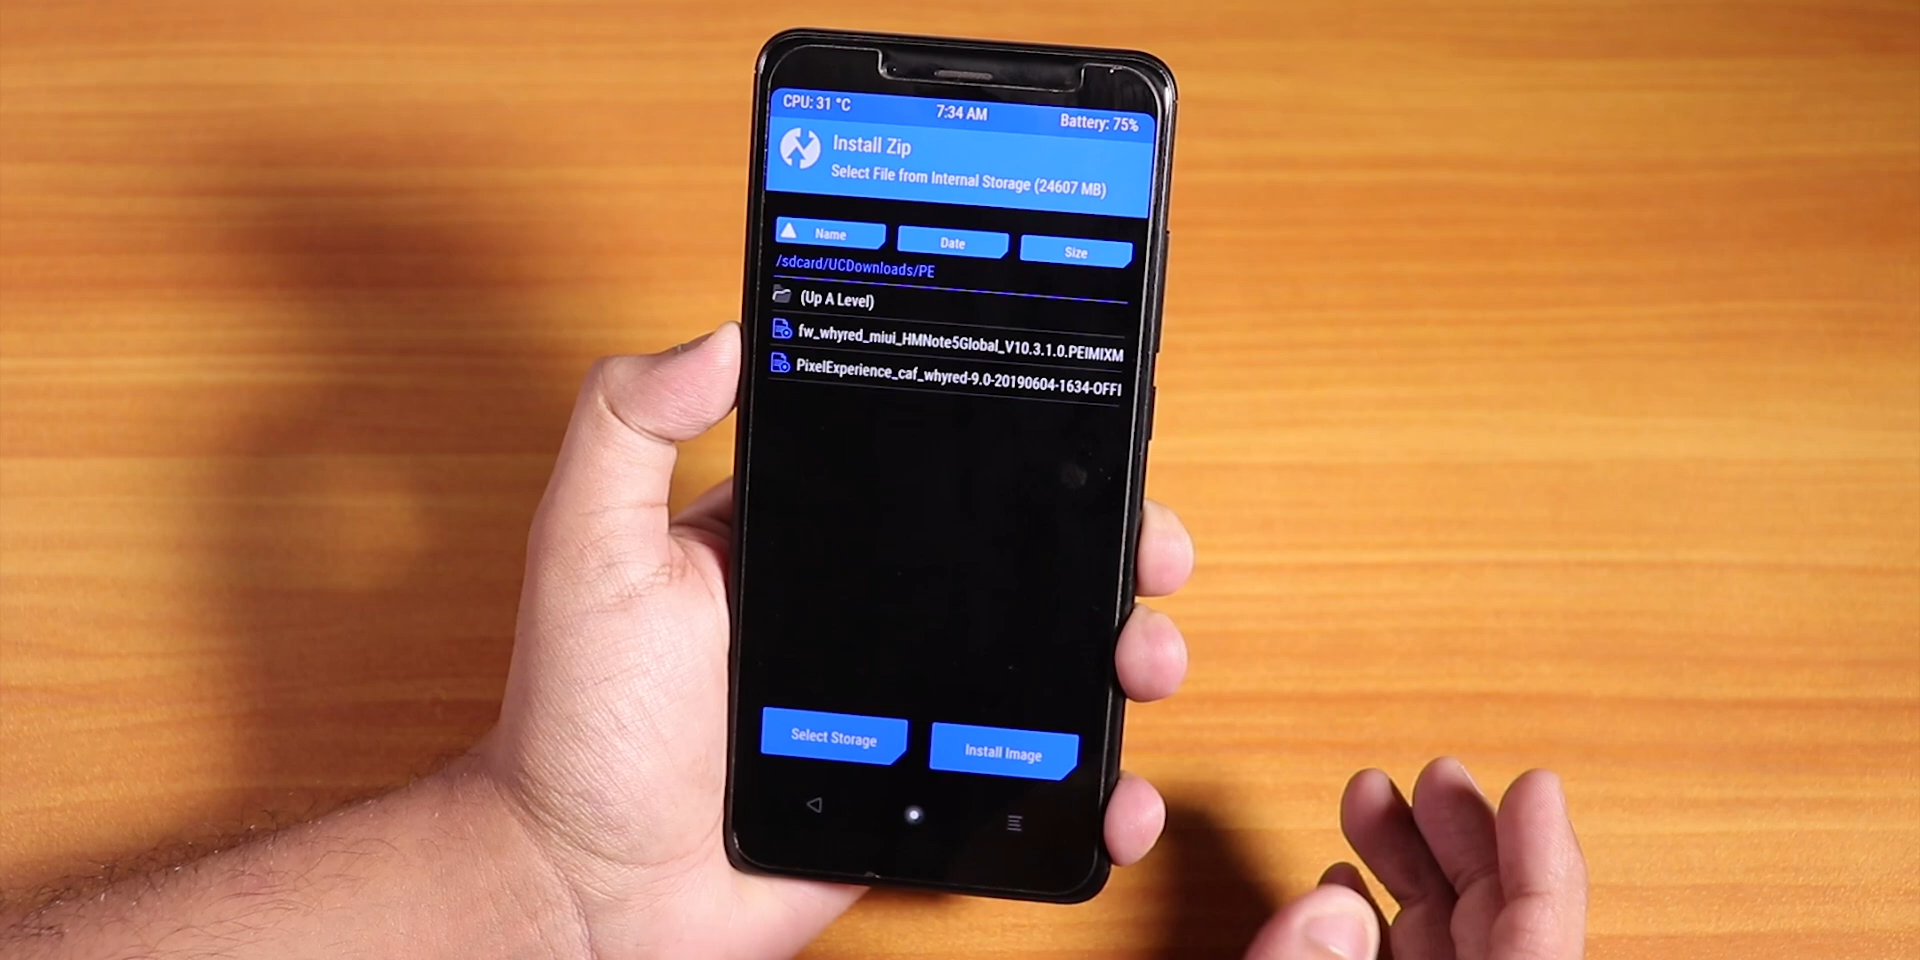 CPU: 31 °C 7:34 AM Battery: 75%
Install Zip
Select File from Internal Storage (24607 MB)
Name Date Size
/sdcard/UCDownloads/PE
(Up A Level)
fw_whyred_miui_HMNote5Global_V10.3.1.0.PEIMIXM
PixelExperience_caf_whyred-9.0-20190604-1634-OFFI
Select Storage Install Image